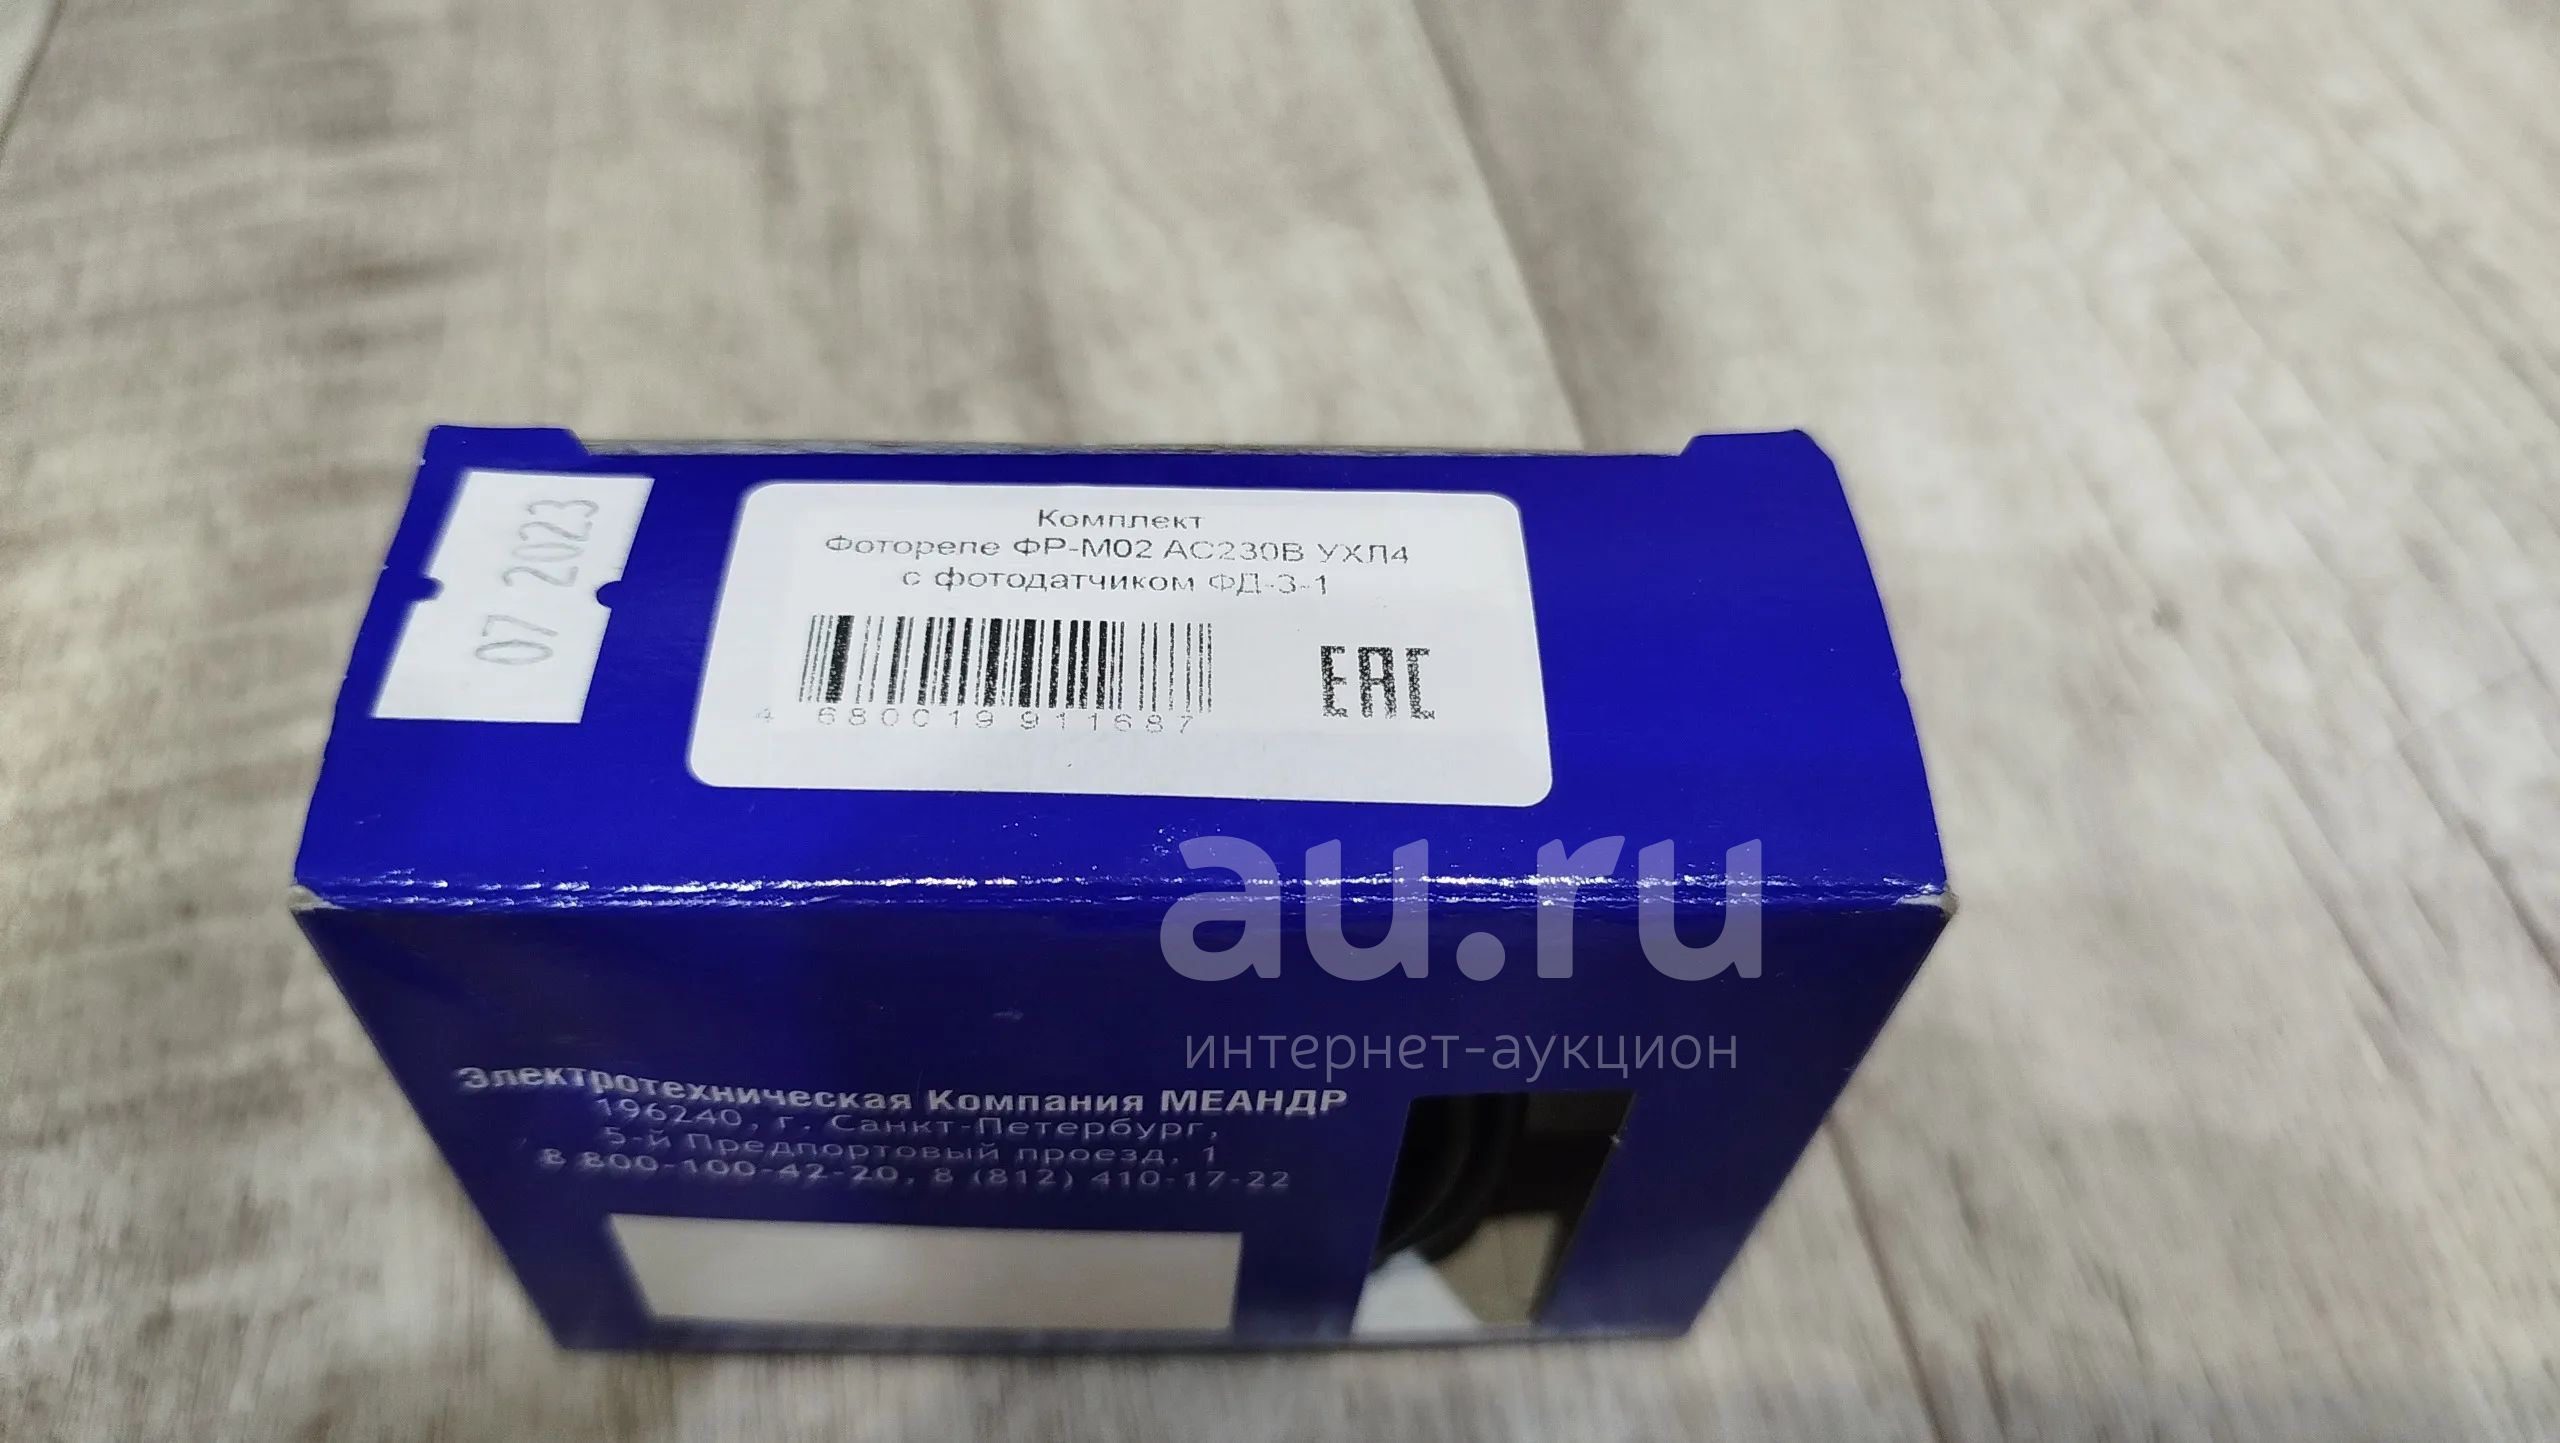 07 2023
Комплект
Фотореле ФР-М02 АС230В УХЛ4
с фотодатчиком ФД-3-1
4 680019 911687
ЕАС
au.ru
интернет-аукцион
Электротехническая Компания МЕАНДР
196240, г. Санкт-Петербург,
5-й Предпортовый проезд, 1
8 800-100-42-20, 8 (812) 410-17-22